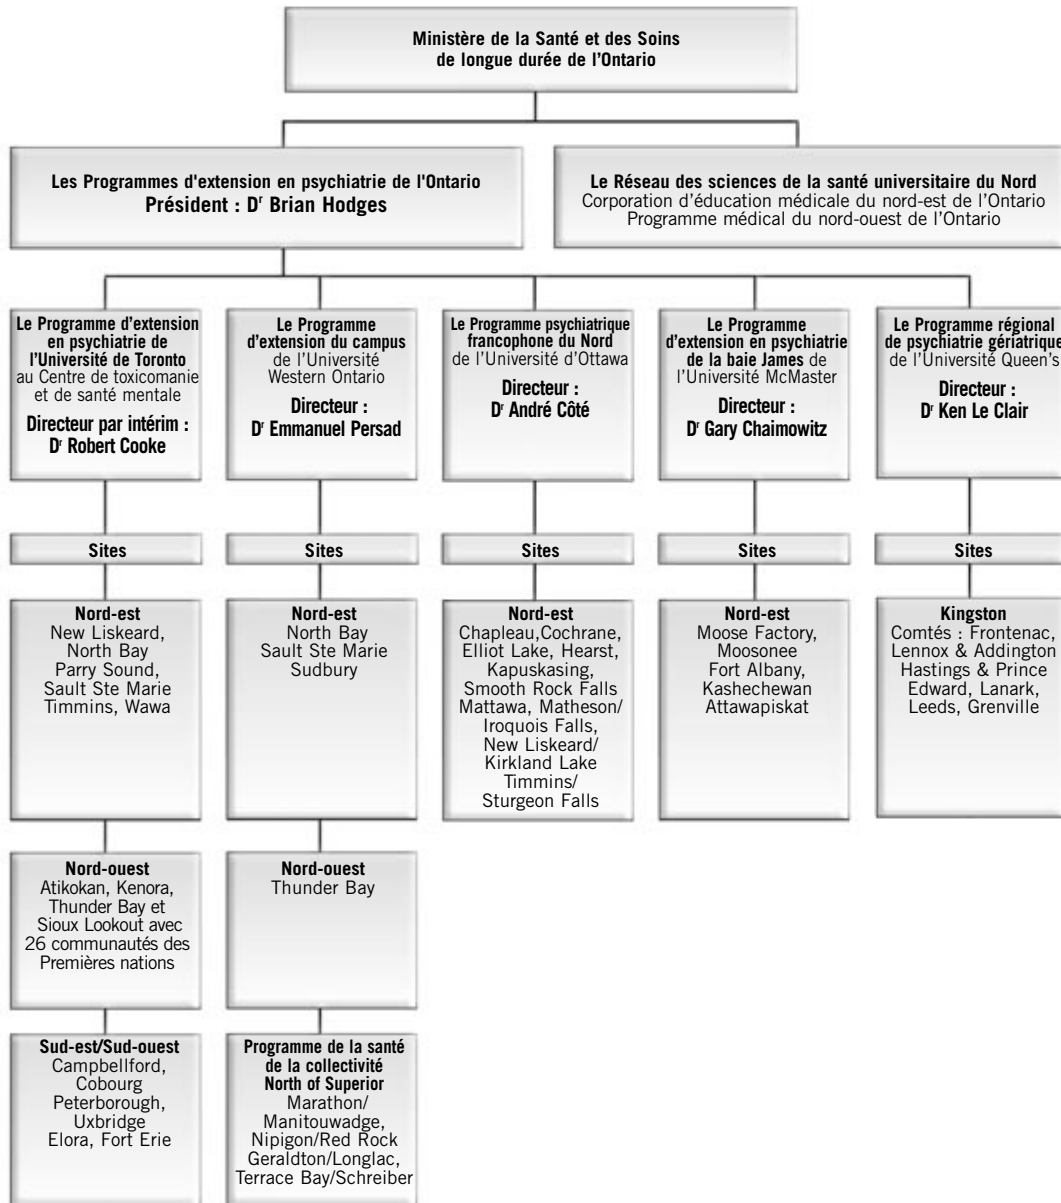 Ministère de la Santé et des Soins
de longue durée de l'Ontario
Les Programmes d'extension en psychiatrie de l'Ontario
Président : Dʳ Brian Hodges
Le Réseau des sciences de la santé universitaire du Nord
Corporation d'éducation médicale du nord-est de l'Ontario
Programme médical du nord-ouest de l'Ontario
Le Programme d'extension
en psychiatrie de
l'Université de Toronto
au Centre de toxicomanie
et de santé mentale
Directeur par intérim :
Dʳ Robert Cooke
Le Programme
d'extension du campus
de l'Université
Western Ontario
Directeur :
Dʳ Emmanuel Persad
Le Programme psychiatrique
francophone du Nord
de l'Université d'Ottawa
Directeur :
Dʳ André Côté
Le Programme
d'extension en psychiatrie
de la baie James de
l'Université McMaster
Directeur :
Dʳ Gary Chaimowitz
Le Programme régional
de psychiatrie gériatrique
de l'Université Queen's
Directeur :
Dʳ Ken Le Clair
Sites
Sites
Sites
Sites
Sites
Nord-est
New Liskeard,
North Bay
Parry Sound,
Sault Ste Marie
Timmins, Wawa
Nord-est
North Bay
Sault Ste Marie
Sudbury
Nord-est
Chapleau,Cochrane,
Elliot Lake, Hearst,
Kapuskasing,
Smooth Rock Falls
Mattawa, Matheson/
Iroquois Falls,
New Liskeard/
Kirkland Lake
Timmins/
Sturgeon Falls
Nord-est
Moose Factory,
Moosonee
Fort Albany,
Kashechewan
Attawapiskat
Kingston
Comtés : Frontenac,
Lennox & Addington
Hastings & Prince
Edward, Lanark,
Leeds, Grenville
Nord-ouest
Atikokan, Kenora,
Thunder Bay et
Sioux Lookout avec
26 communautés des
Premières nations
Nord-ouest
Thunder Bay
Sud-est/Sud-ouest
Campbellford,
Cobourg
Peterborough,
Uxbridge
Elora, Fort Erie
Programme de la santé
de la collectivité
North of Superior
Marathon/
Manitouwadge,
Nipigon/Red Rock
Geraldton/Longlac,
Terrace Bay/Schreiber